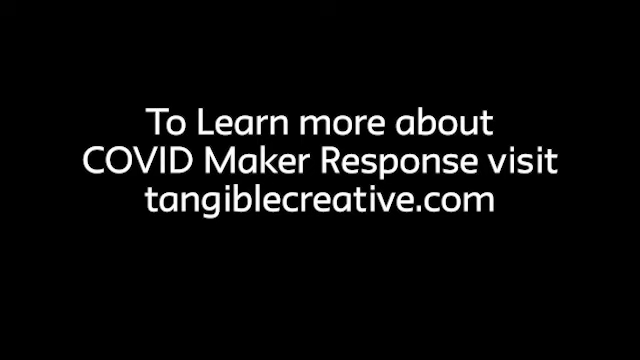 To Learn more about
COVID Maker Response visit
tangiblecreative.com